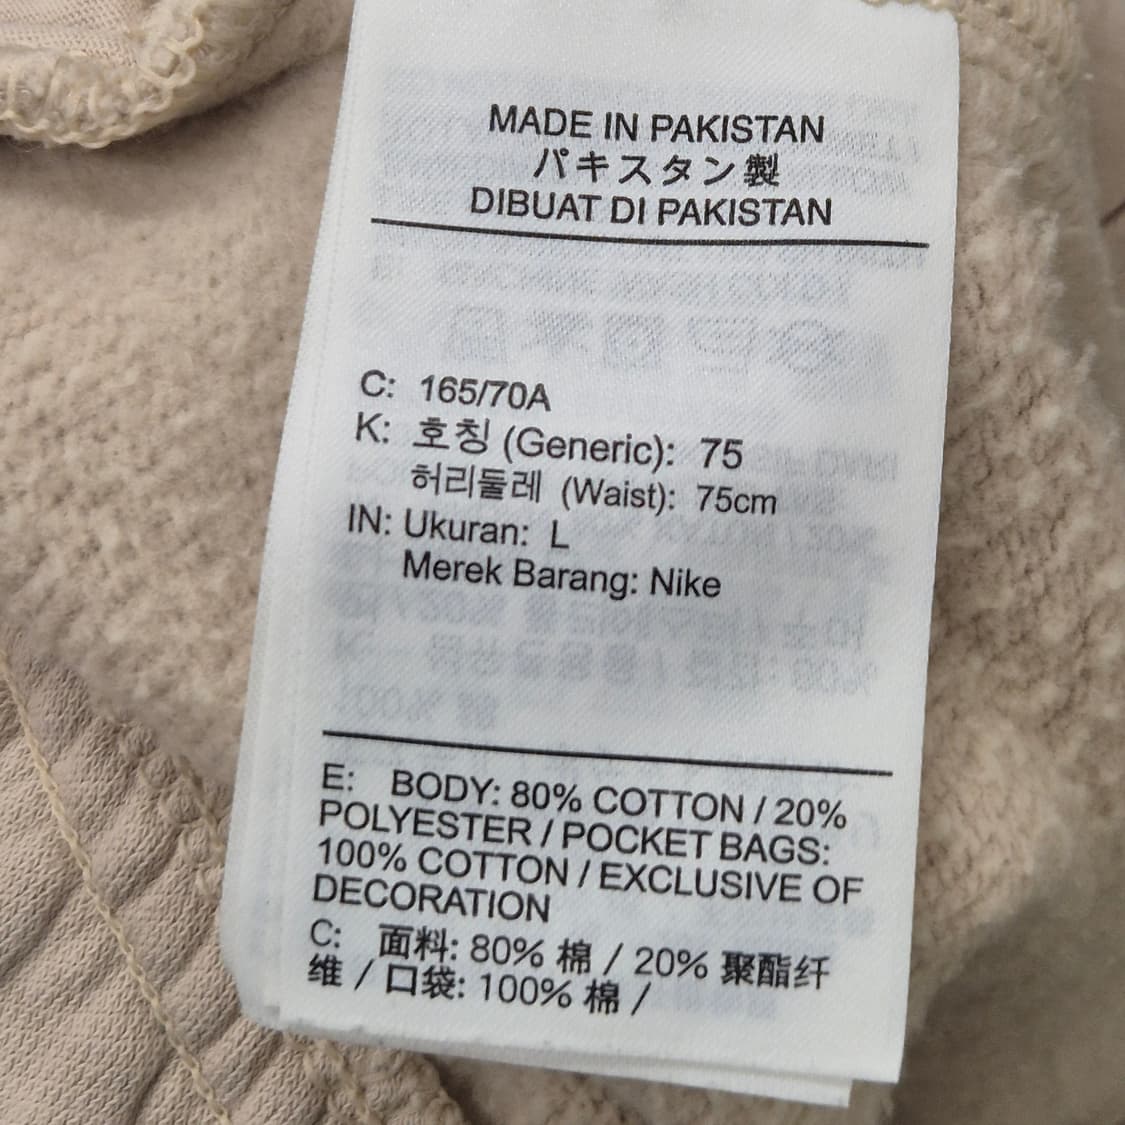 MADE IN PAKISTAN
パキスタン製
DIBUAT DI PAKISTAN
C: 165/70A
K: 호칭 (Generic): 75
허리둘레 (Waist): 75cm
IN: Ukuran: L
Merek Barang: Nike
E: BODY: 80% COTTON / 20%
POLYESTER / POCKET BAGS:
100% COTTON / EXCLUSIVE OF
DECORATION
C: 面料: 80% 棉 / 20% 聚酯纤
维 / 口袋: 100% 棉 /